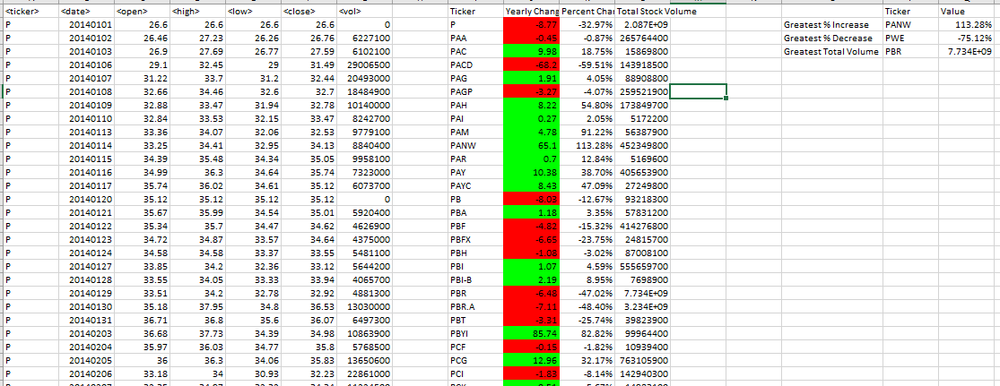 <ticker> <date> <open> <high> <low> <close> <vol> Ticker Yearly Chang Percent Chai Total Stock Volume Ticker Value
P 20140101 26.6 26.6 26.6 26.6 0 P -8.77 -32.97% 2.087E+09 Greatest % Increase PANW 113.28%
P 20140102 26.46 27.23 26.26 26.76 6227100 PAA -0.45 -0.87% 265764400 Greatest % Decrease PWE -75.12%
P 20140103 26.9 27.69 26.77 27.59 6102100 PAC 9.98 18.75% 15869800 Greatest Total Volume PBR 7.734E+09
P 20140106 29.1 32.45 29 31.49 29006500 PACD -68.2 -59.51% 143918500
P 20140107 31.22 33.7 31.2 32.44 20493000 PAG 1.91 4.05% 88908800
P 20140108 32.66 34.46 32.6 32.7 18484900 PAGP -3.27 -4.07% 259521900
P 20140109 32.88 33.47 31.94 32.78 10140000 PAH 8.22 54.80% 173849700
P 20140110 32.84 33.53 32.15 33.47 8242700 PAI 0.27 2.05% 5172200
P 20140113 33.36 34.07 32.06 32.53 9779100 PAM 4.78 91.22% 56387900
P 20140114 33.25 34.41 32.95 34.13 8840400 PANW 65.1 113.28% 452349800
P 20140115 34.39 35.48 34.34 35.05 9958100 PAR 0.7 12.84% 5169600
P 20140116 34.99 36.3 34.64 35.74 7323000 PAY 10.38 38.70% 405653900
P 20140117 35.74 36.02 34.61 35.12 6073700 PAYC 8.43 47.09% 27249800
P 20140120 35.12 35.12 35.12 35.12 0 PB -8.03 -12.67% 93218300
P 20140121 35.67 35.99 34.54 35.01 5920400 PBA 1.18 3.35% 57831200
P 20140122 35.34 35.7 34.47 34.62 4626900 PBF -4.82 -15.32% 414276800
P 20140123 34.72 34.87 33.57 34.64 4375000 PBFX -6.65 -23.75% 24815700
P 20140124 34.58 34.58 33.37 33.55 5481100 PBH -1.08 -3.02% 87008100
P 20140127 33.85 34.2 32.36 33.12 5644200 PBI 1.07 4.59% 555659700
P 20140128 33.55 34.05 33.33 33.94 4065700 PBI-B 2.19 8.95% 7698900
P 20140129 33.51 34.2 32.78 32.92 4881300 PBR -6.48 -47.02% 7.734E+09
P 20140130 35.18 37.95 34.8 36.53 13030000 PBR.A -7.11 -48.40% 3.234E+09
P 20140131 36.71 36.8 35.6 36.07 6497300 PBT -3.31 -25.74% 39823900
P 20140203 36.68 37.73 34.39 34.98 10863900 PBYI 85.74 82.82% 99964400
P 20140204 35.97 36.03 34.77 35.8 5768500 PCF -0.15 -1.82% 10939400
P 20140205 36 36.3 34.06 35.83 13650600 PCG 12.96 32.17% 763105900
P 20140206 33.18 34 30.93 32.23 22861000 PCI -1.83 -8.14% 142940300